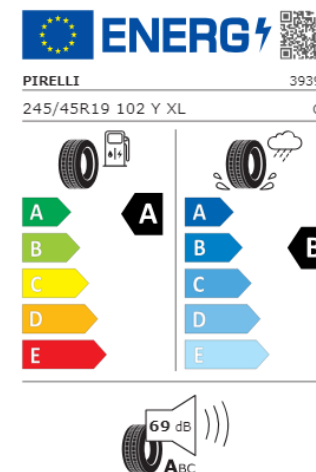 ENERG
PIRELLI
245/45R19 102 Y XL
A A A
B B B
C C
D D
E E
69 dB
ABC